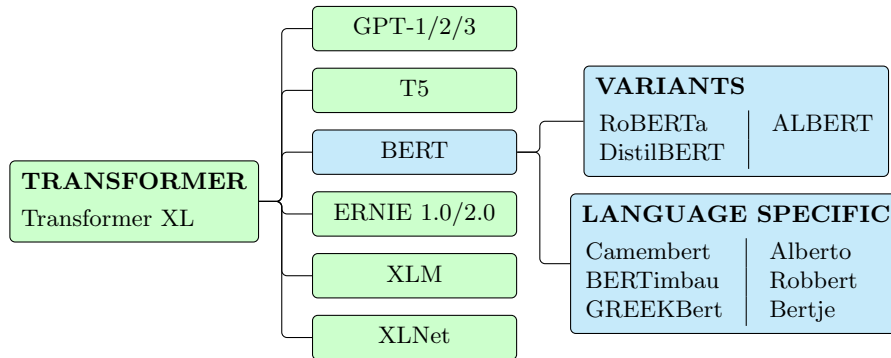 TRANSFORMER
Transformer XL
GPT-1/2/3
T5
BERT
ERNIE 1.0/2.0
XLM
XLNet
VARIANTS
RoBERTa ALBERT
DistilBERT
LANGUAGE SPECIFIC
Camembert Alberto
BERTimbau Robbert
GREEKBert Bertje